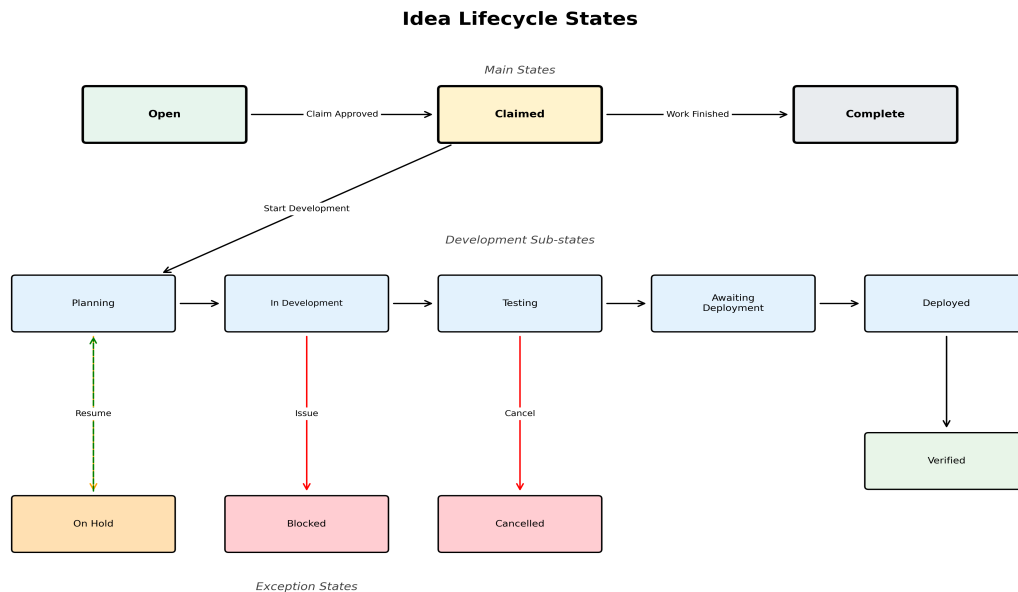 Idea Lifecycle States
Main States
Open
Claim Approved
Claimed
Work Finished
Complete
Start Development
Development Sub-states
Planning
In Development
Testing
Awaiting
Deployment
Deployed
Resume
Issue
Cancel
Verified
On Hold
Blocked
Cancelled
Exception States